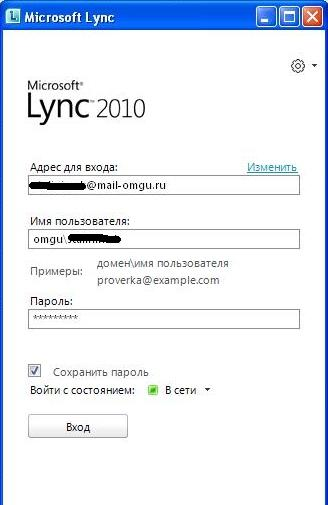 Microsoft Lync
Microsoft®
Lync™ 2010
Адрес для входа: Изменить
@mail-omgu.ru
Имя пользователя:
omgu\
Примеры: домен\имя пользователя
proverka@example.com
Пароль:
*********
Сохранить пароль
Войти с состоянием: В сети
Вход